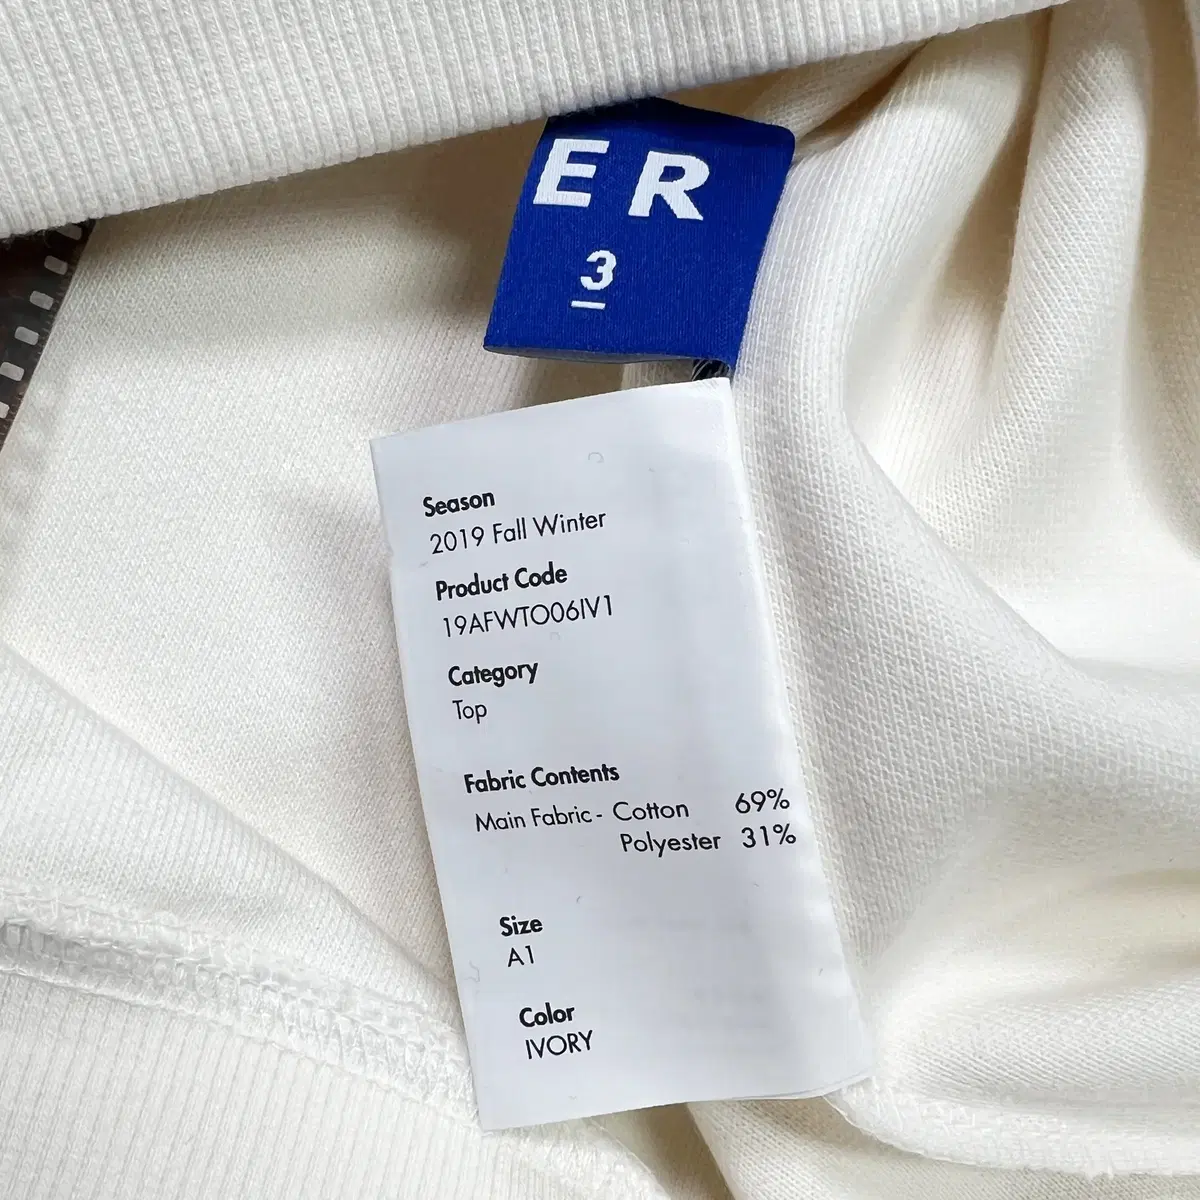 ER
3
Season
2019 Fall Winter
Product Code
19AFWTO06IV1
Category
Top
Fabric Contents
Main Fabric - Cotton 69%
Polyester 31%
Size
A1
Color
IVORY